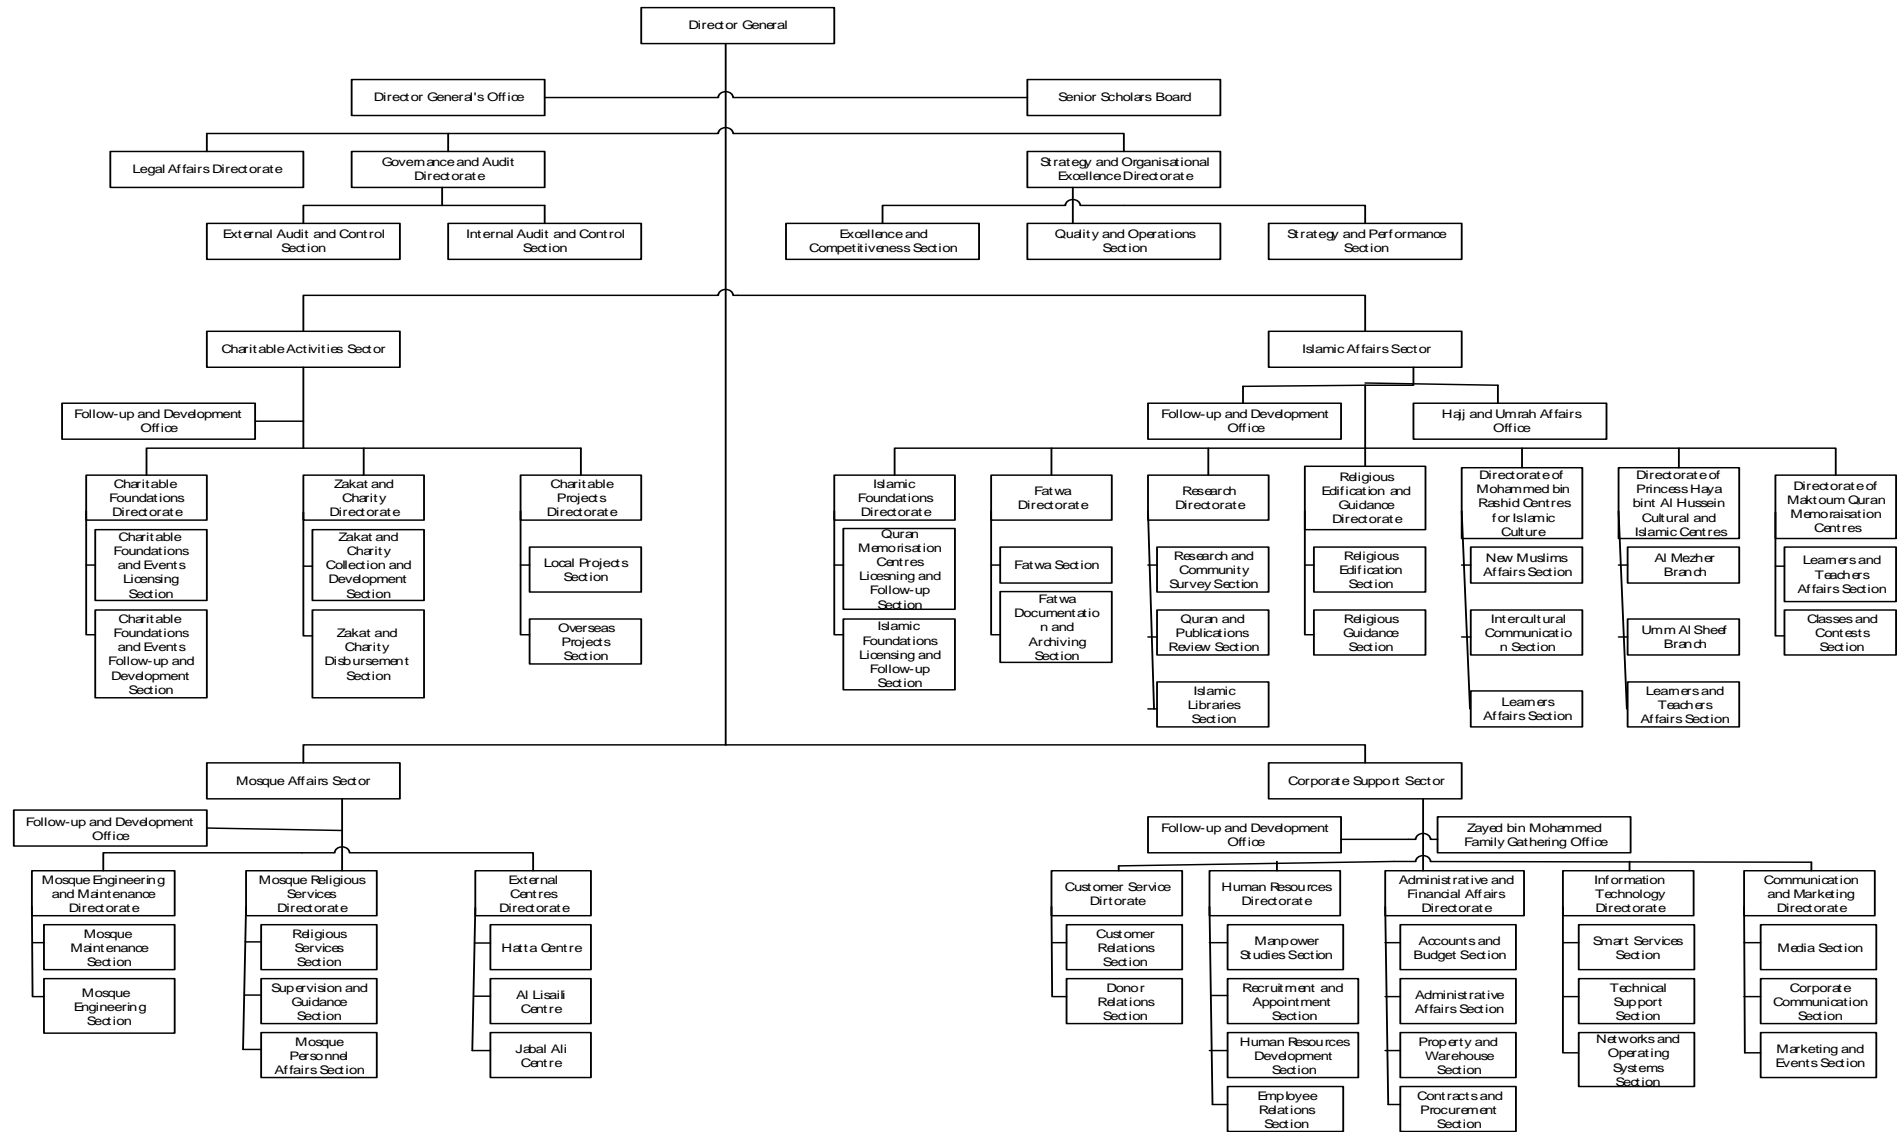 Director General
Director General's Office
Senior Scholars Board
Legal Affairs Directorate
Governance and Audit
Directorate
Strategy and Organisational
Excellence Directorate
External Audit and Control
Section
Internal Audit and Control
Section
Excellence and
Competitiveness Section
Quality and Operations
Section
Strategy and Performance
Section
Charitable Activities Sector
Islamic Affairs Sector
Follow-up and Development
Office
Follow-up and Development
Office
Hajj and Umrah Affairs
Office
Charitable
Foundations
Directorate
Charitable
Foundations
and Events
Licensing
Section
Charitable
Foundations
and Events
Follow-up and
Development
Section
Zakat and
Charity
Directorate
Zakat and
Charity
Collection and
Development
Section
Zakat and
Charity
Disbursement
Section
Charitable
Projects
Directorate
Local Projects
Section
Overseas
Projects
Section
Islamic
Foundations
Directorate
Quran
Memorisation
Centres
Licesning and
Follow-up
Section
Islamic
Foundations
Licensing and
Follow-up
Section
Fatwa
Directorate
Fatwa Section
Fatwa
Documentatio
n and
Archiving
Section
Research
Directorate
Research and
Community
Survey Section
Quran and
Publications
Review Section
Islamic
Libraries
Section
Religious
Edification and
Guidance
Directorate
Religious
Edification
Section
Religious
Guidance
Section
Directorate of
Mohammed bin
Rashid Centres
for Islamic
Culture
New Muslims
Affairs Section
Intercultural
Communicatio
n Section
Learners
Affairs Section
Directorate of
Princess Haya
bint Al Hussein
Cultural and
Islamic Centres
Al Mezher
Branch
Umm Al Sheef
Branch
Learners and
Teachers
Affairs Section
Directorate of
Maktoum Quran
Memoraisation
Centres
Learners and
Teachers
Affairs Section
Classes and
Contests
Section
Mosque Affairs Sector
Corporate Support Sector
Follow-up and Development
Office
Follow-up and Development
Office
Zayed bin Mohammed
Family Gathering Office
Mosque Engineering
and Maintenance
Directorate
Mosque
Maintenance
Section
Mosque
Engineering
Section
Mosque Religious
Services
Directorate
Religious
Services
Section
Supervision and
Guidance
Section
Mosque
Personnel
Affairs Section
External
Centres
Directorate
Hatta Centre
Al Lisaili
Centre
Jabal Ali
Centre
Customer Service
Dirtorate
Customer
Relations
Section
Donor
Relations
Section
Human Resources
Directorate
Manpower
Studies Section
Recruitment and
Appointment
Section
Human Resources
Development
Section
Employee
Relations
Section
Administrative and
Financial Affairs
Directorate
Accounts and
Budget Section
Administrative
Affairs Section
Property and
Warehouse
Section
Contracts and
Procurement
Section
Information
Technology
Directorate
Smart Services
Section
Technical
Support
Section
Networks and
Operating
Systems
Section
Communication
and Marketing
Directorate
Media Section
Corporate
Communication
Section
Marketing and
Events Section